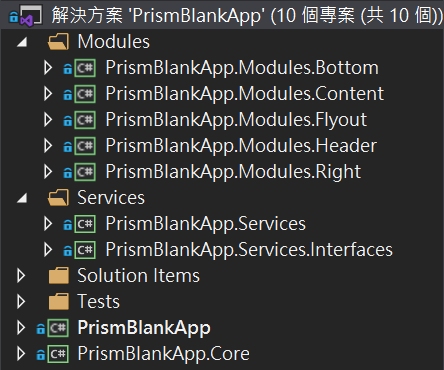 解決方案 'PrismBlankApp' (10 個專案 (共 10 個))
Modules
C# PrismBlankApp.Modules.Bottom
C# PrismBlankApp.Modules.Content
C# PrismBlankApp.Modules.Flyout
C# PrismBlankApp.Modules.Header
C# PrismBlankApp.Modules.Right
Services
C# PrismBlankApp.Services
C# PrismBlankApp.Services.Interfaces
Solution Items
Tests
C# PrismBlankApp
C# PrismBlankApp.Core